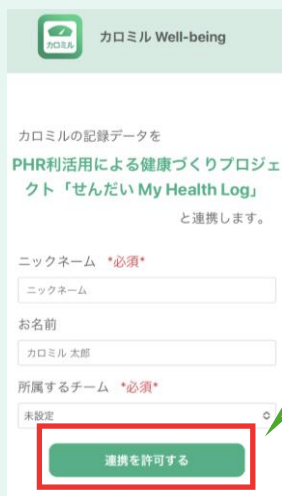 カロミル
カロミル Well-being
カロミルの記録データを
PHR利活用による健康づくりプロジェ
クト「せんだい My Health Log」
と連携します。
ニックネーム *必須*
ニックネーム
お名前
カロミル 太郎
所属するチーム *必須*
未設定
連携を許可する